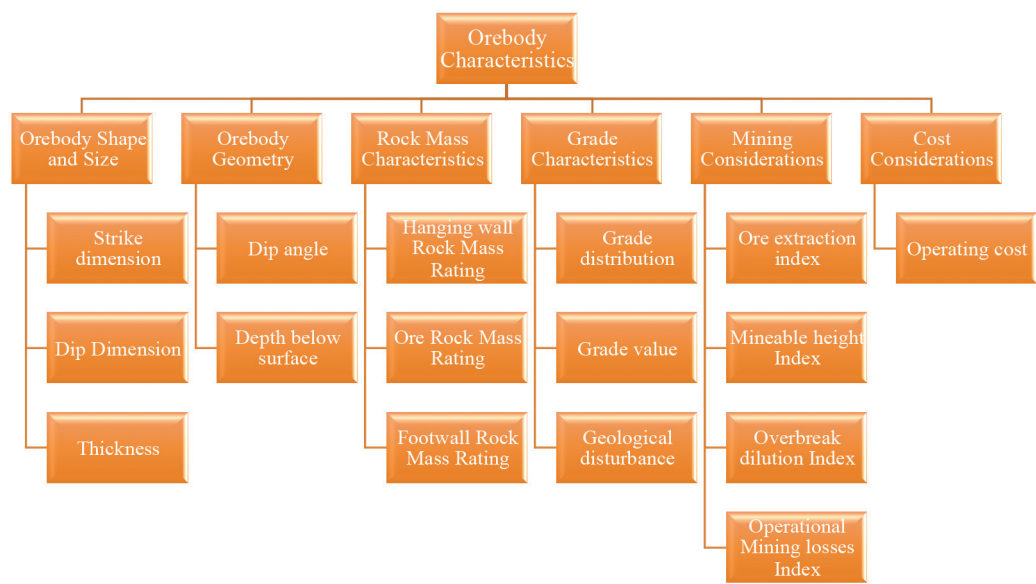 Orebody
Characteristics
Orebody Shape
and Size
Orebody
Geometry
Rock Mass
Characteristics
Grade
Characteristics
Mining
Considerations
Cost
Considerations
Strike
dimension
Dip Dimension
Thickness
Dip angle
Depth below
surface
Hanging wall
Rock Mass
Rating
Ore Rock Mass
Rating
Footwall Rock
Mass Rating
Grade
distribution
Grade value
Geological
disturbance
Ore extraction
index
Mineable height
Index
Overbreak
dilution Index
Operational
Mining losses
Index
Operating cost